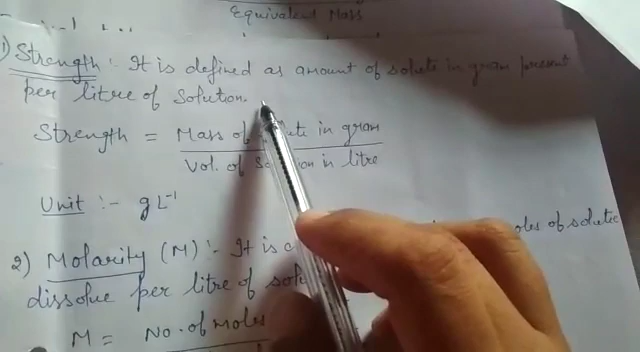 Equivalent Mass
1) Strength :- It is defined as amount of solute in gram present
per litre of Solution.
Strength = Mass of in gram
Vol. of in litre
Unit :- gL⁻¹
2) Molarity (M) :- It is moles of solute
dissolve per litre of
M = No. of moles